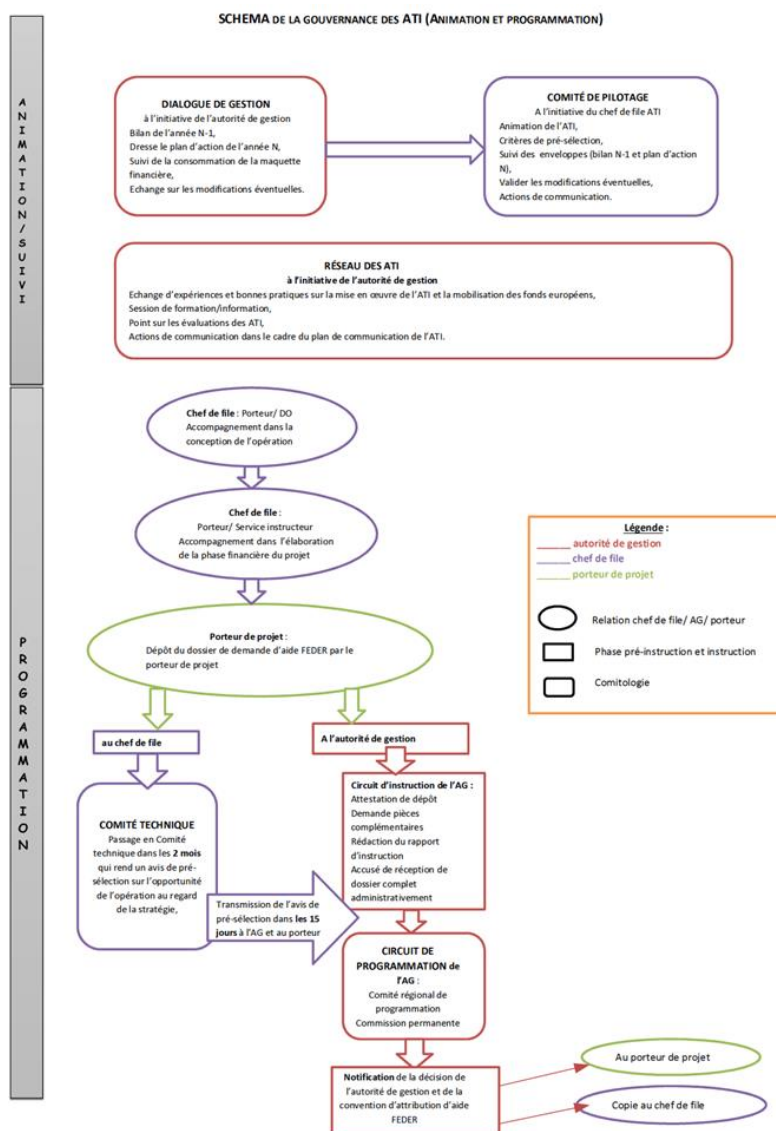 SCHEMA DE LA GOUVERNANCE DES ATI (ANIMATION ET PROGRAMMATION)
ANIMATION/SUIVI
DIALOGUE DE GESTION
à l'initiative de l'autorité de gestion
Bilan de l'année N-1,
Dresse le plan d'action de l'année N,
Suivi de la consommation de la maquette
financière,
Echange sur les modifications éventuelles.
COMITÉ DE PILOTAGE
A l'initiative du chef de file ATI
Animation de l'ATI,
Critères de pré-sélection,
Suivi des enveloppes (bilan N-1 et plan d'action
N),
Valider les modifications éventuelles,
Actions de communication.
RÉSEAU DES ATI
à l'initiative de l'autorité de gestion
Echange d'expériences et bonnes pratiques sur la mise en œuvre de l'ATI et la mobilisation des fonds européens,
Session de formation/information,
Point sur les évaluations des ATI,
Actions de communication dans le cadre du plan de communication de l'ATI.
PROGRAMMATION
Chef de file : Porteur/ DO
Accompagnement dans la
conception de l'opération
Chef de file :
Porteur/ Service instructeur
Accompagnement dans l'élaboration
de la phase financière du projet
Porteur de projet :
Dépôt du dossier de demande d'aide FEDER par le
porteur de projet
Légende :
autorité de gestion
chef de file
porteur de projet
Relation chef de file/ AG/ porteur
Phase pré-instruction et instruction
Comitologie
au chef de file
A l'autorité de gestion
COMITÉ TECHNIQUE
Passage en Comité
technique dans les 2 mois
qui rend un avis de pré-
sélection sur l'opportunité
de l'opération au regard
de la stratégie,
Transmission de l'avis de
pré-sélection dans les 15
jours à l'AG et au porteur
Circuit d'instruction de l'AG :
Attestation de dépôt
Demande pièces
complémentaires
Rédaction du rapport
d'instruction
Accusé de réception de
dossier complet
administrativement
CIRCUIT DE
PROGRAMMATION de
l'AG :
Comité régional de
programmation
Commission permanente
Notification de la décision de
l'autorité de gestion et de la
convention d'attribution d'aide
FEDER
Au porteur de projet
Copie au chef de file